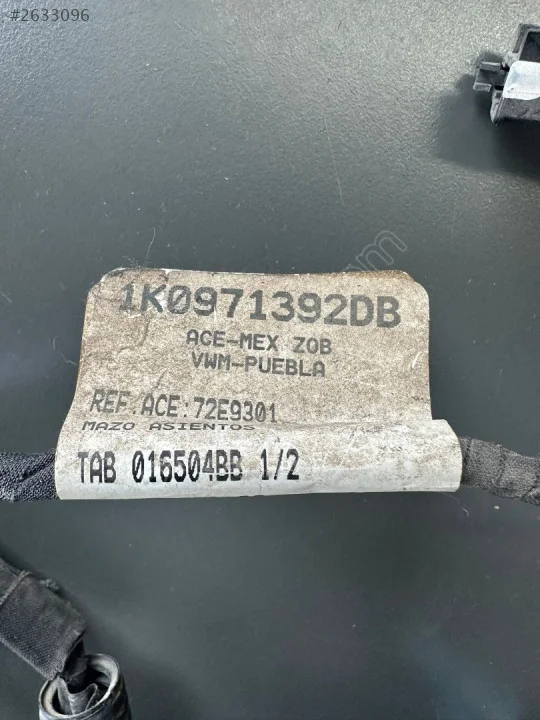 #2633096
1K0971392DB
ACE-MEX ZOB
VWM-PUEBLA
REF.ACE:72E9301
MAZO ASIENTOS
TAB 016504BB 1/2